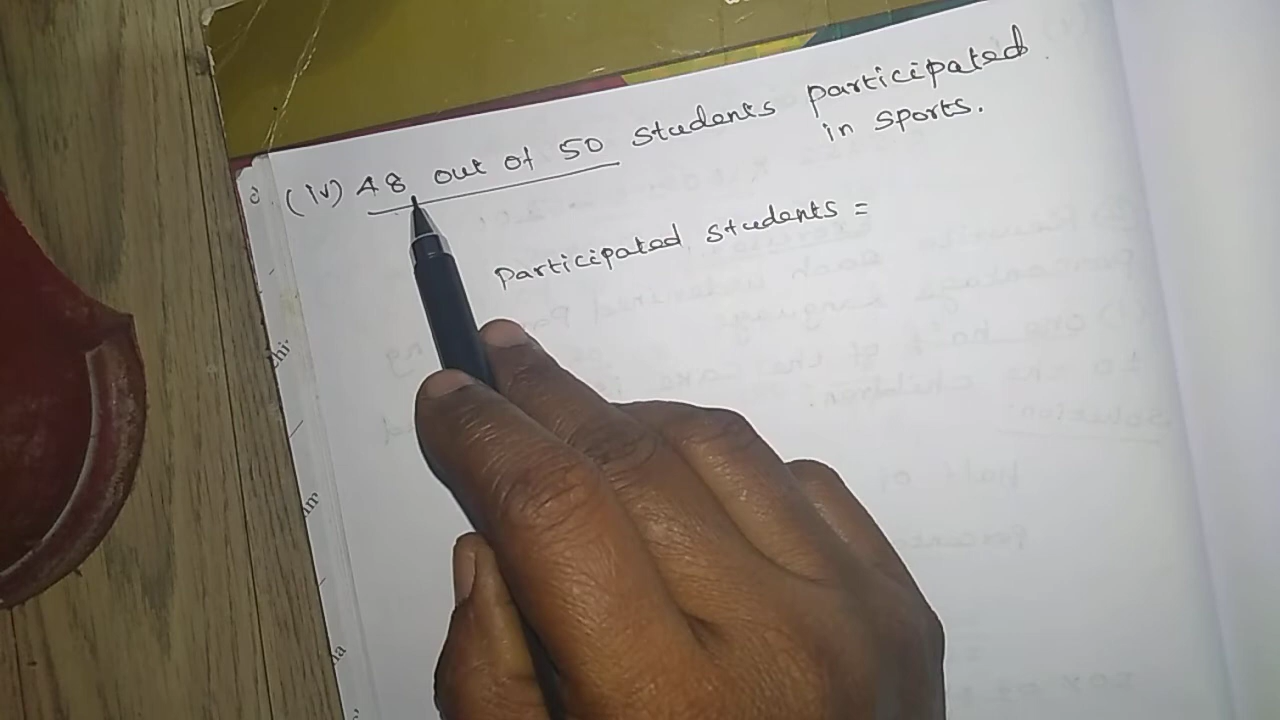 (iv) 48 out of 50 students participated
in sports.
Participated students =